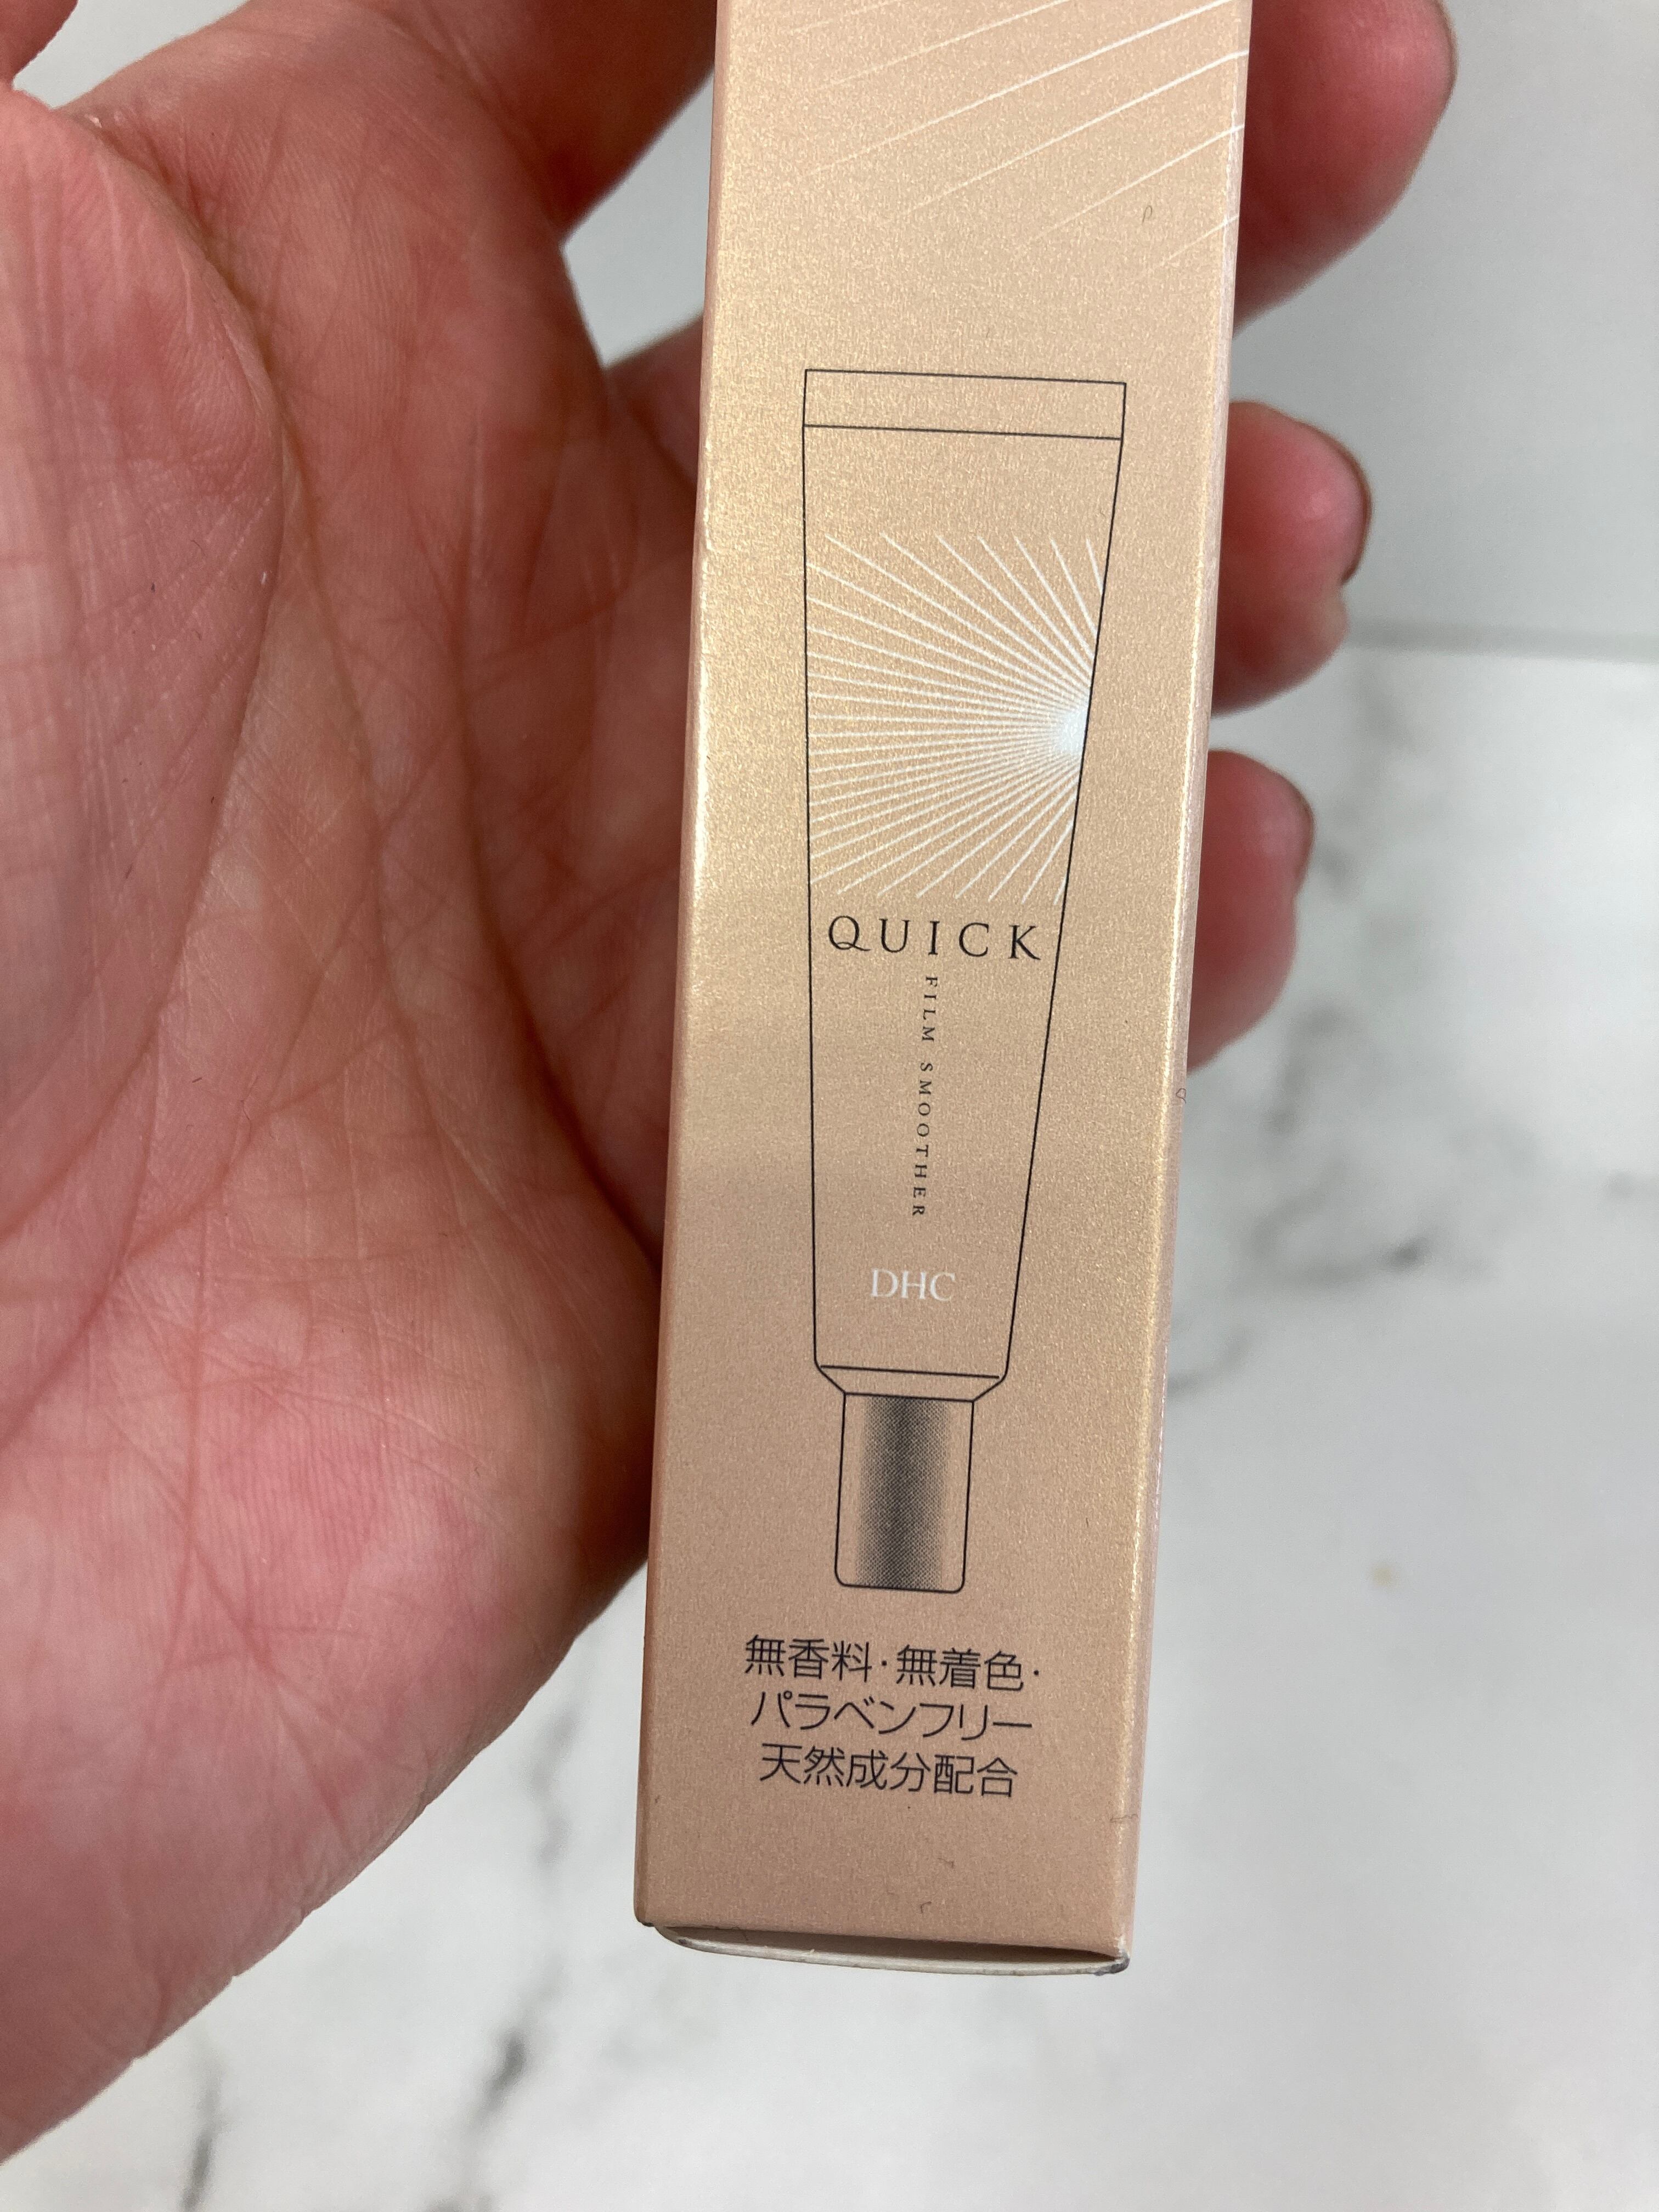 QUICK
FILM SMOOTHER
DHC
無香料・無着色・
パラベンフリー
天然成分配合